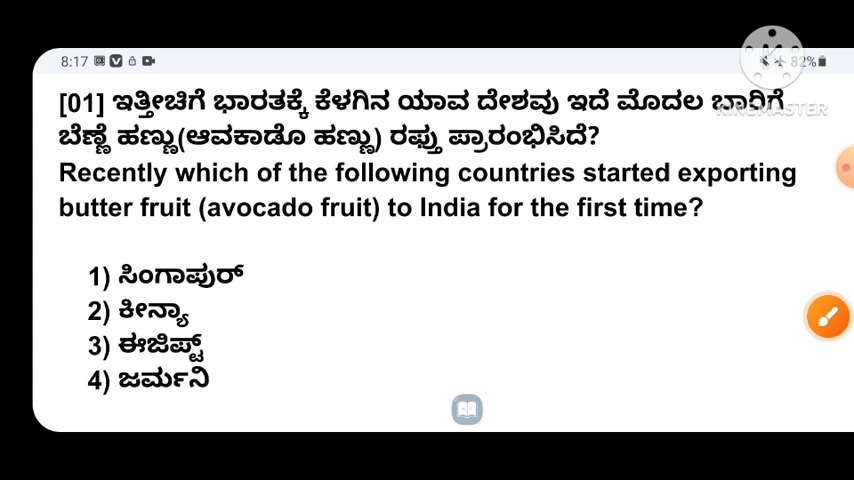 8:17
82%
KINEMASTER
[01] ಇತ್ತೀಚಿಗೆ ಭಾರತಕ್ಕೆ ಕೆಳಗಿನ ಯಾವ ದೇಶವು ಇದೆ ಮೊದಲ ಬಾರಿಗೆ
ಬೆಣ್ಣೆ ಹಣ್ಣು(ಆವಕಾಡೊ ಹಣ್ಣು) ರಫ್ತು ಪ್ರಾರಂಭಿಸಿದೆ?
Recently which of the following countries started exporting
butter fruit (avocado fruit) to India for the first time?
1) ಸಿಂಗಾಪುರ್
2) ಕೀನ್ಯಾ
3) ಈಜಿಪ್ಟ್
4) ಜರ್ಮನಿ